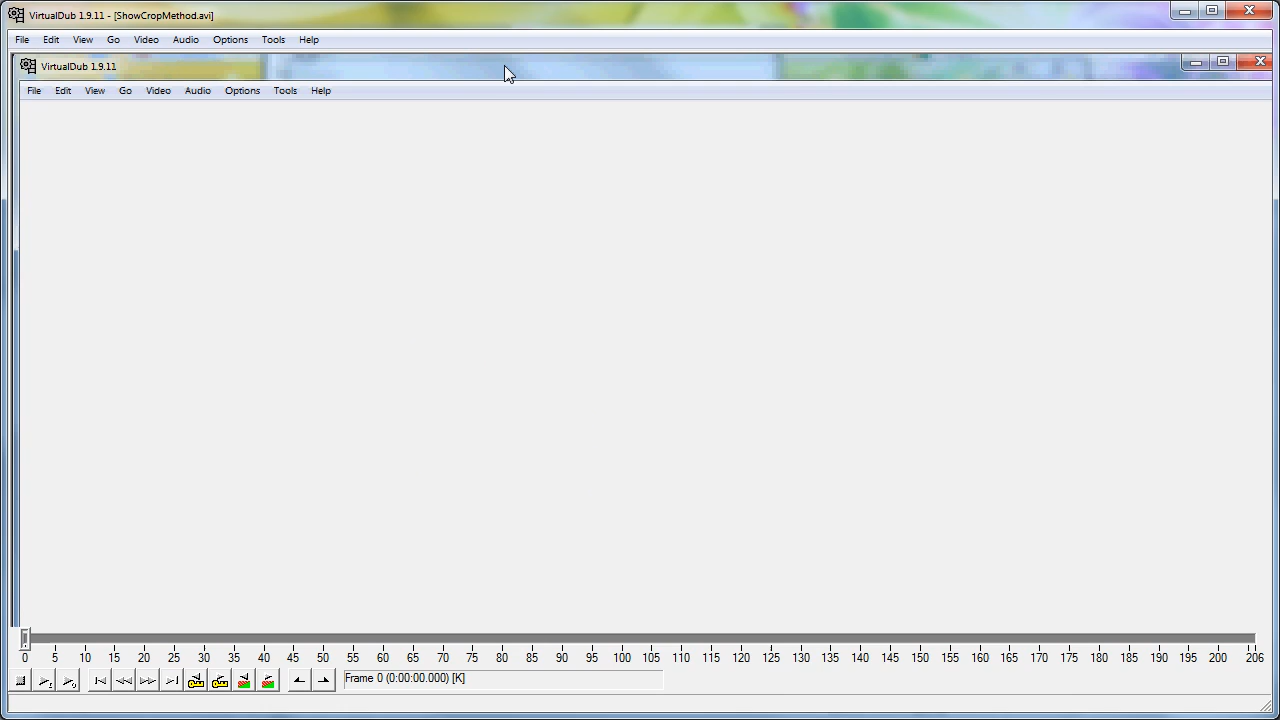 VirtualDub 1.9.11 - [ShowCropMethod.avi]
File Edit View Go Video Audio Options Tools Help
VirtualDub 1.9.11
File Edit View Go Video Audio Options Tools Help
0 5 10 15 20 25 30 35 40 45 50 55 60 65 70 75 80 85 90 95 100 105 110 115 120 125 130 135 140 145 150 155 160 165 170 175 180 185 190 195 200 206
Frame 0 (0:00:00.000) [K]